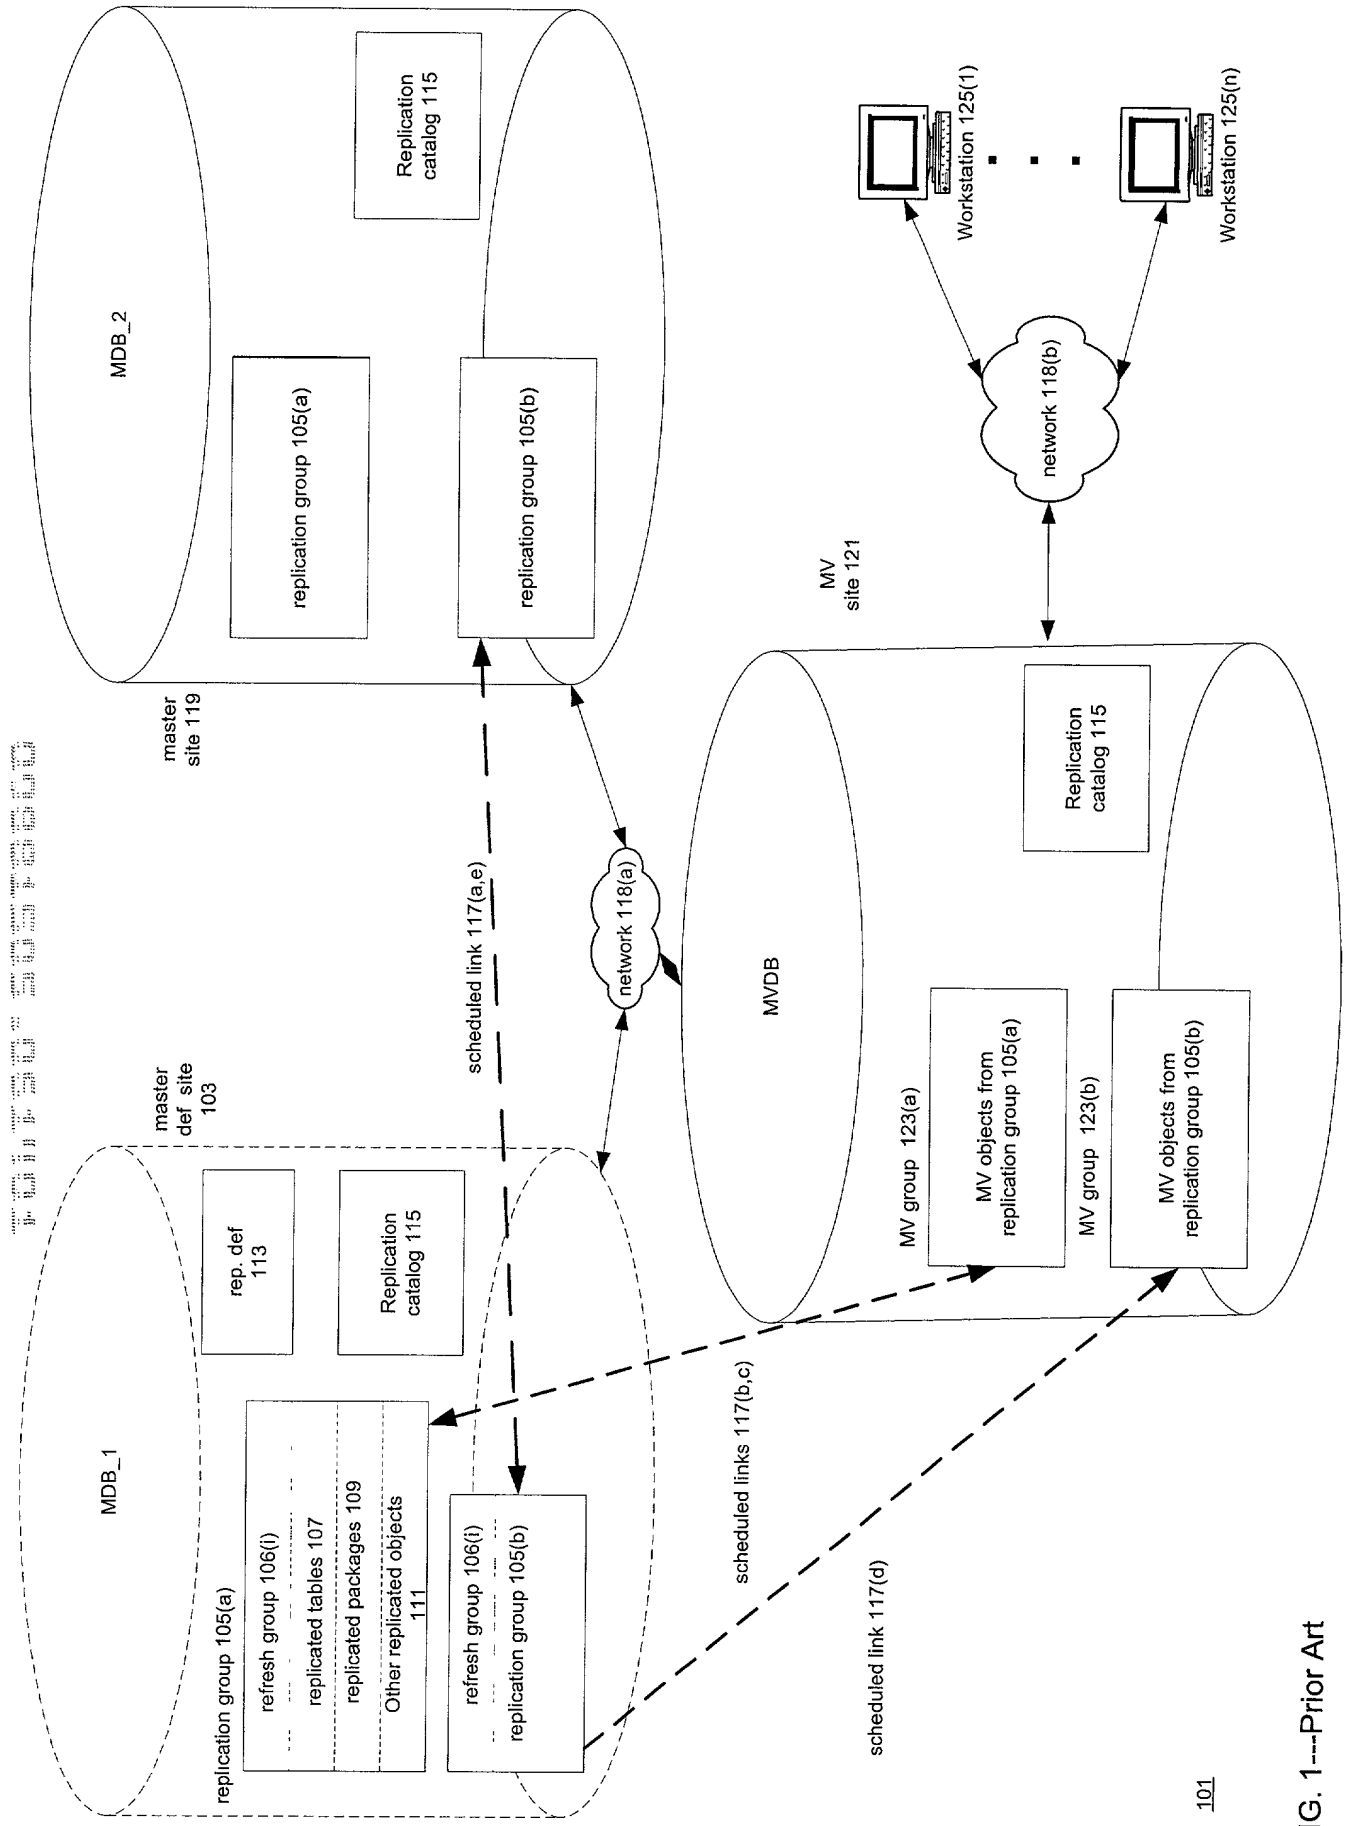 MDB_1
master
def site
103
replication group 105(a)
refresh group 106(i)
replicated tables 107
replicated packages 109
Other replicated objects
111
rep. def
113
Replication
catalog 115
refresh group 106(i)
replication group 105(b)
MDB_2
master
site 119
replication group 105(a)
replication group 105(b)
Replication
catalog 115
scheduled link 117(a,e)
network 118(a)
scheduled links 117(b,c)
scheduled link 117(d)
MVDB
MV
site 121
MV group 123(a)
MV objects from
replication group 105(a)
MV group 123(b)
MV objects from
replication group 105(b)
Replication
catalog 115
network 118(b)
Workstation 125(1)
Workstation 125(n)
101
IG. 1---Prior Art